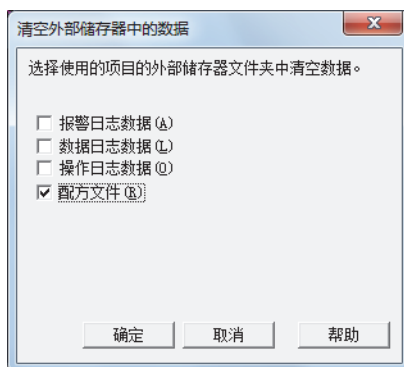 清空外部储存器中的数据
选择使用的项目的外部储存器文件夹中清空数据。
报警日志数据(A)
数据日志数据(L)
操作日志数据(O)
配方文件(R)
确定 取消 帮助